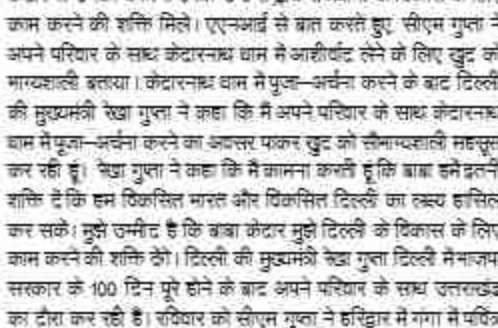 काम करने की शक्ति मिले। एएनआई से बात करते हुए सीएम गुप्ता ने
अपने परिवार के साथ केदारनाथ धाम में आशीर्वाद लेने के लिए खुद को
भाग्यशाली बताया। केदारनाथ धाम में पूजा–अर्चना करने के बाद दिल्ली
की मुख्यमंत्री रेखा गुप्ता ने कहा कि मैं अपने परिवार के साथ केदारनाथ
धाम में पूजा–अर्चना करने का अवसर पाकर खुद को सौभाग्यशाली महसूस
कर रही हूं। रेखा गुप्ता ने कहा कि मैं कामना करती हूं कि बाबा हमें इतनी
शक्ति दें कि हम विकसित भारत और विकसित दिल्ली का लक्ष्य हासिल
कर सकें। मुझे उम्मीद है कि बाबा केदार मुझे दिल्ली के विकास के लिए
काम करने की शक्ति देंगे। दिल्ली की मुख्यमंत्री रेखा गुप्ता दिल्ली में भाजपा
सरकार के 100 दिन पूरे होने के बाद अपने परिवार के साथ उत्तराखंड
का दौरा कर रही हैं। रविवार को सीएम गुप्ता ने हरिद्वार में गंगा में पवित्र